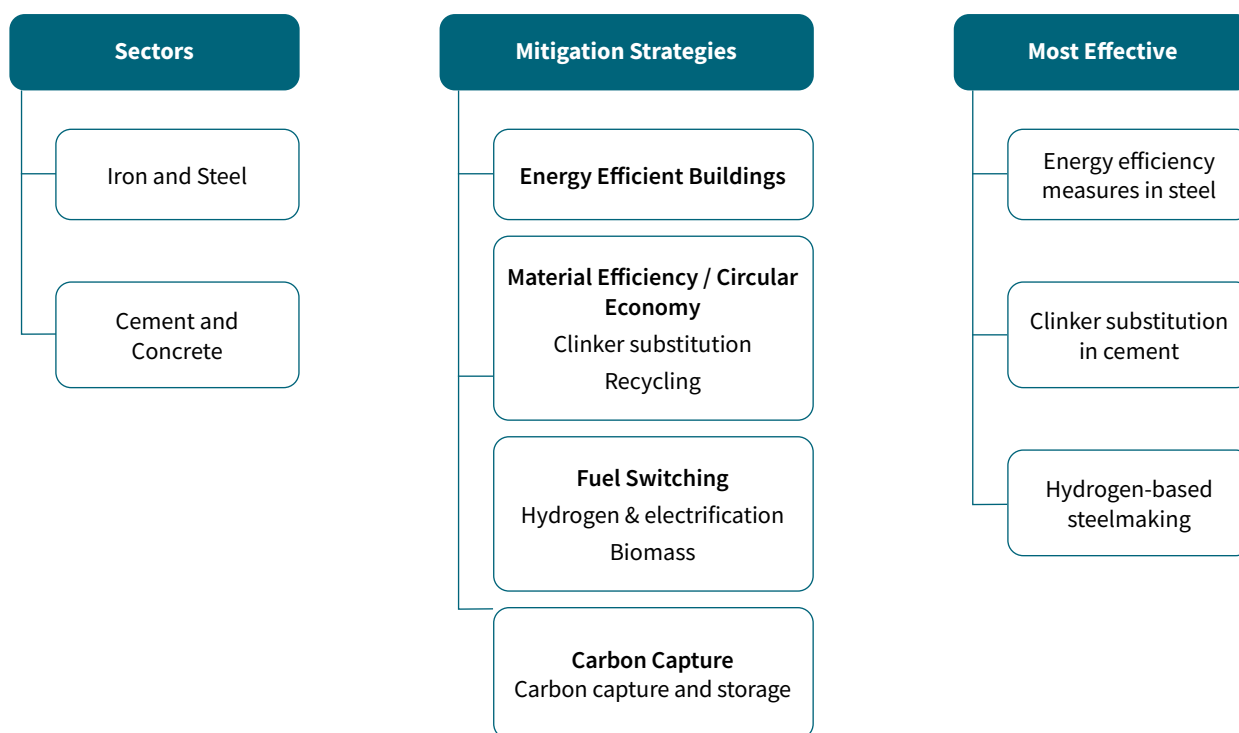 Sectors
Iron and Steel
Cement and
Concrete
Mitigation Strategies
Energy Efficient Buildings
Material Efficiency / Circular
Economy
Clinker substitution
Recycling
Fuel Switching
Hydrogen & electrification
Biomass
Carbon Capture
Carbon capture and storage
Most Effective
Energy efficiency
measures in steel
Clinker substitution
in cement
Hydrogen-based
steelmaking